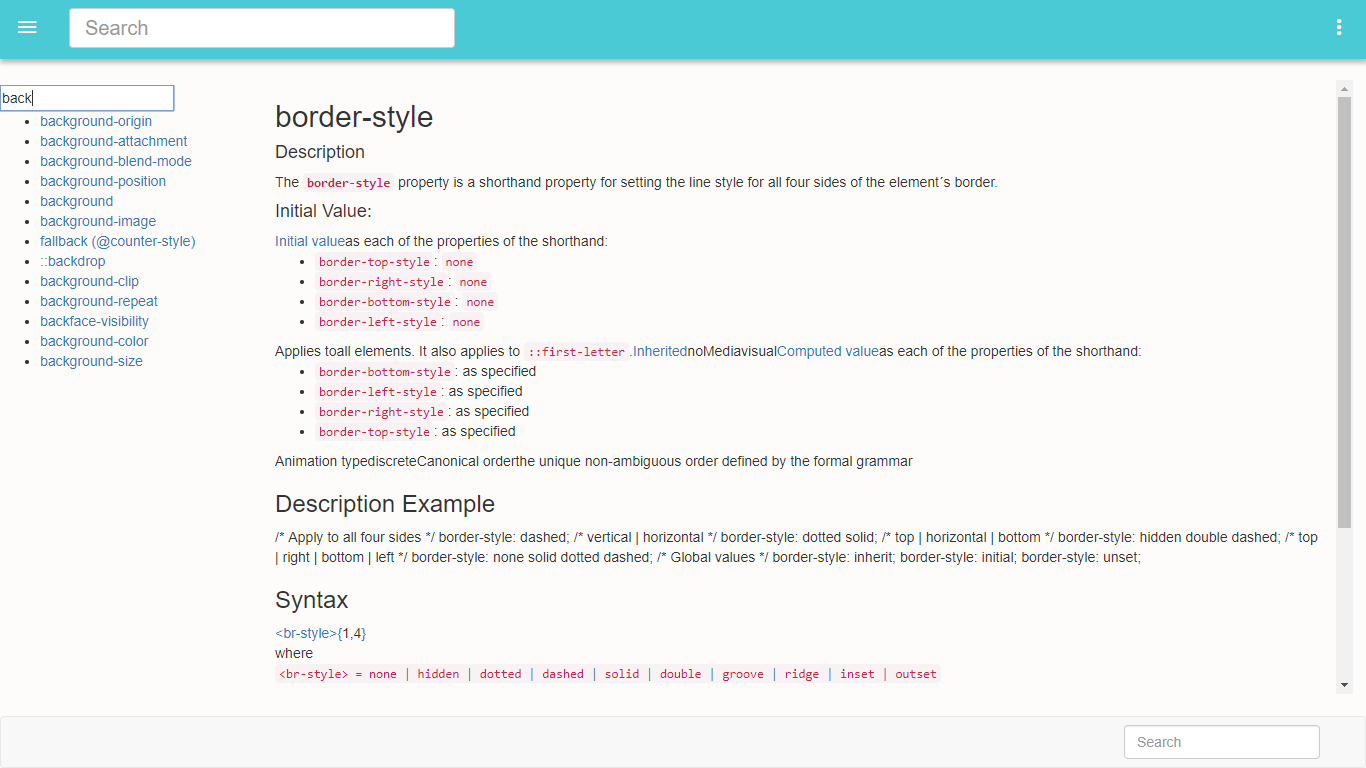 Search
back
background-origin
background-attachment
background-blend-mode
background-position
background
background-image
fallback (@counter-style)
::backdrop
background-clip
background-repeat
backface-visibility
background-color
background-size
border-style
Description
The border-style property is a shorthand property for setting the line style for all four sides of the element´s border.
Initial Value:
Initial valueas each of the properties of the shorthand:
border-top-style: none
border-right-style: none
border-bottom-style: none
border-left-style: none
Applies toall elements. It also applies to ::first-letter.InheritednoMediavisualComputed valueas each of the properties of the shorthand:
border-bottom-style: as specified
border-left-style: as specified
border-right-style: as specified
border-top-style: as specified
Animation typediscreteCanonical orderthe unique non-ambiguous order defined by the formal grammar
Description Example
/* Apply to all four sides */ border-style: dashed; /* vertical | horizontal */ border-style: dotted solid; /* top | horizontal | bottom */ border-style: hidden double dashed; /* top
| right | bottom | left */ border-style: none solid dotted dashed; /* Global values */ border-style: inherit; border-style: initial; border-style: unset;
Syntax
<br-style>{1,4}
where
<br-style> = none | hidden | dotted | dashed | solid | double | groove | ridge | inset | outset
Search